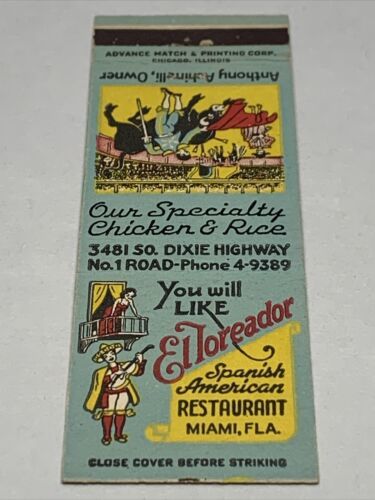 ADVANCE MATCH & PRINTING CORP.
CHICAGO, ILLINOIS
Anthony Achinelli, Owner
Our Specialty
Chicken & Rice
3481 SO. DIXIE HIGHWAY
No. 1 ROAD-Phone 4-9389
You will
LIKE
El Toreador
Spanish
American
RESTAURANT
MIAMI, FLA.
CLOSE COVER BEFORE STRIKING